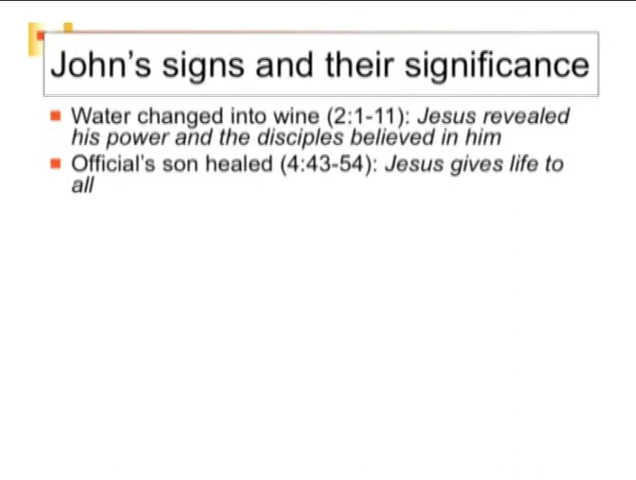 John's signs and their significance
Water changed into wine (2:1-11): Jesus revealed
his power and the disciples believed in him
Official's son healed (4:43-54): Jesus gives life to
all